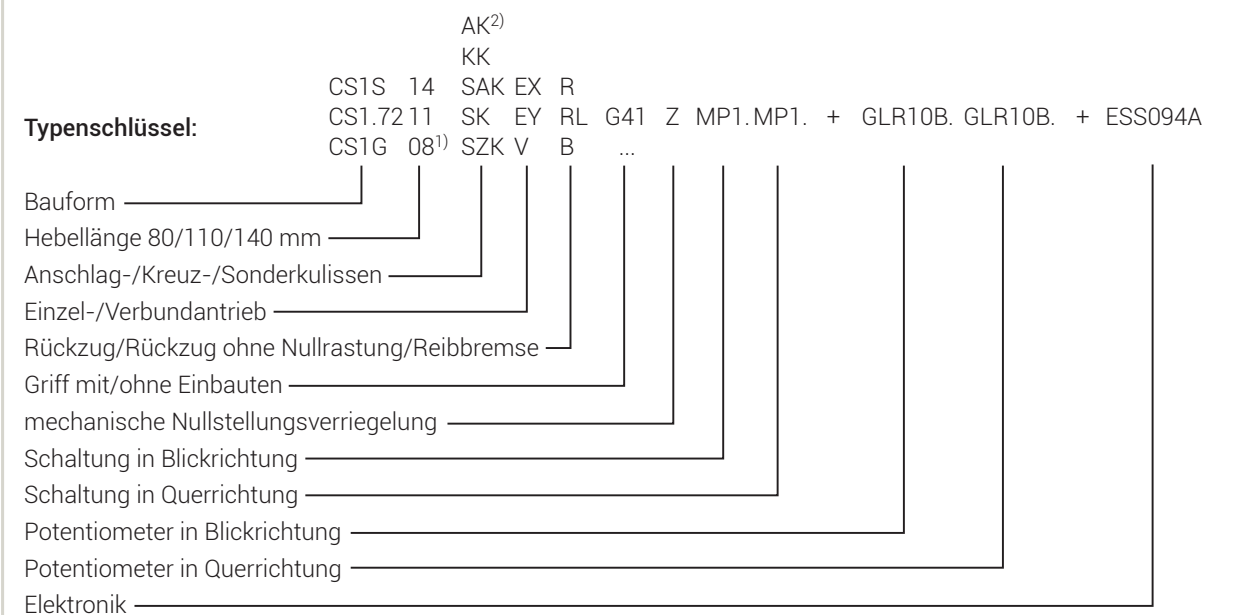 AK2)
KK
CS1S 14 SAK EX R
Typenschlüssel: CS1.72 11 SK EY RL G41 Z MP1. MP1. + GLR10B. GLR10B. + ESS094A
CS1G 081) SZK V B ...
Bauform
Hebellänge 80/110/140 mm
Anschlag-/Kreuz-/Sonderkulissen
Einzel-/Verbundantrieb
Rückzug/Rückzug ohne Nullrastung/Reibbremse
Griff mit/ohne Einbauten
mechanische Nullstellungsverriegelung
Schaltung in Blickrichtung
Schaltung in Querrichtung
Potentiometer in Blickrichtung
Potentiometer in Querrichtung
Elektronik